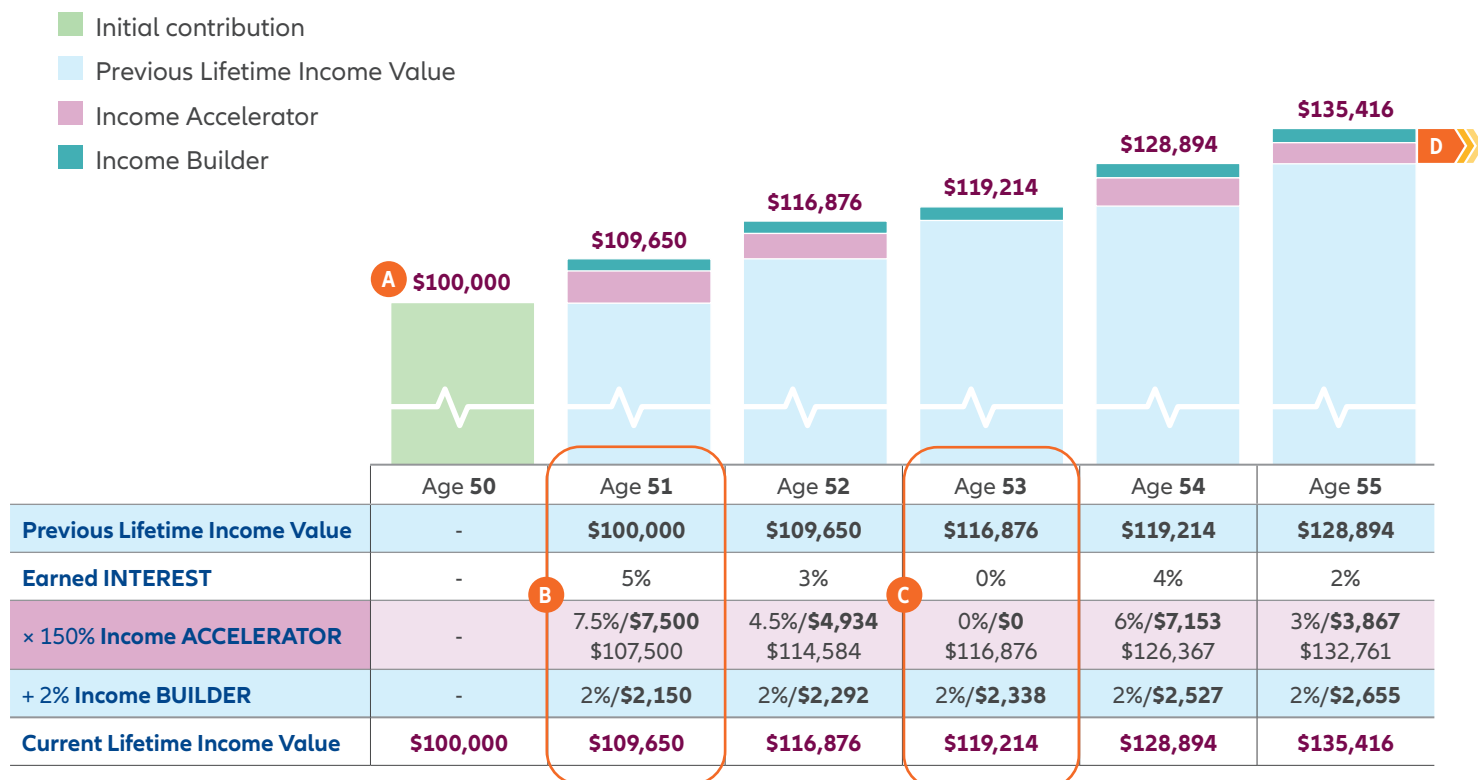 Initial contribution
Previous Lifetime Income Value
Income Accelerator
Income Builder
A $100,000
$109,650
$116,876
$119,214
$128,894
$135,416
D
Age 50 Age 51 Age 52 Age 53 Age 54 Age 55
Previous Lifetime Income Value - $100,000 $109,650 $116,876 $119,214 $128,894
Earned INTEREST - 5% 3% 0% 4% 2%
B C
× 150% Income ACCELERATOR - 7.5%/$7,500 4.5%/$4,934 0%/$0 6%/$7,153 3%/$3,867
$107,500 $114,584 $116,876 $126,367 $132,761
+ 2% Income BUILDER - 2%/$2,150 2%/$2,292 2%/$2,338 2%/$2,527 2%/$2,655
Current Lifetime Income Value $100,000 $109,650 $116,876 $119,214 $128,894 $135,416